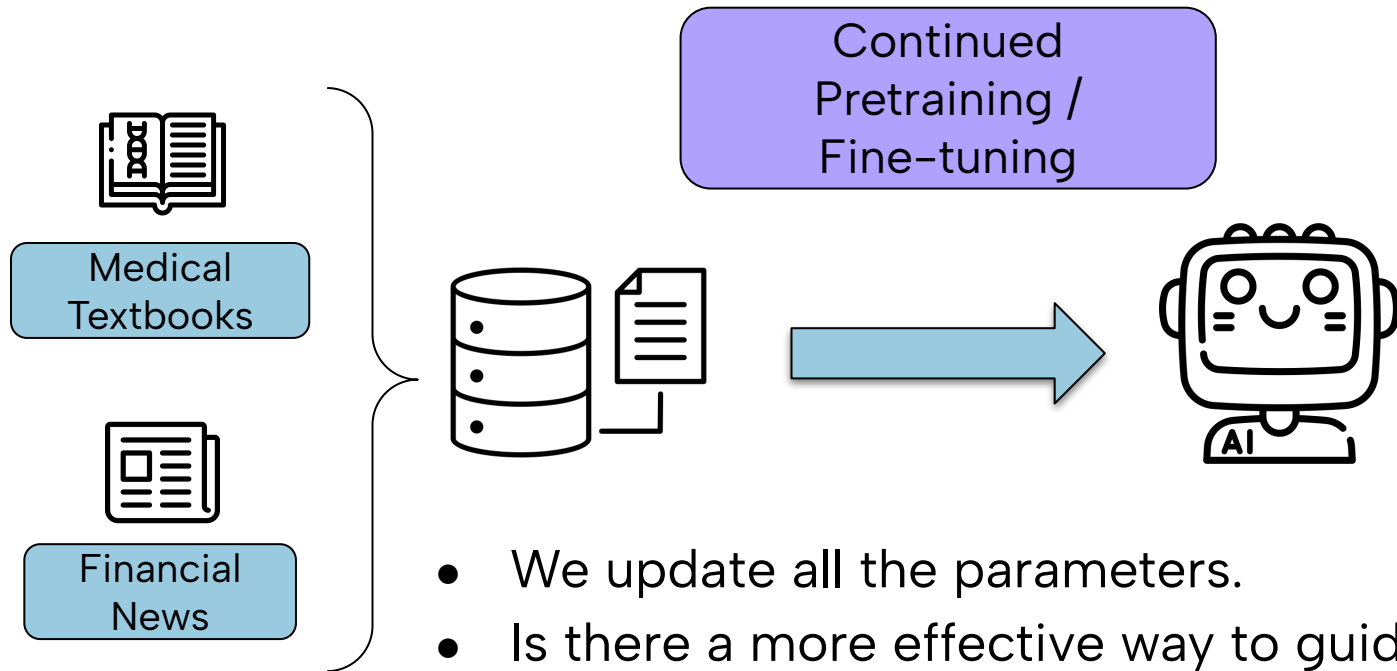 Continued
Pretraining /
Fine-tuning
Medical
Textbooks
Financial
News
AI
• We update all the parameters.
• Is there a more effective way to guid